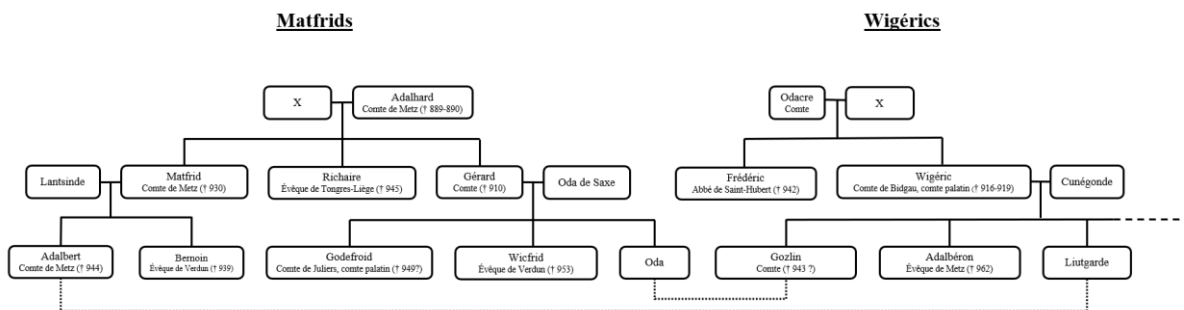 Matfrids
Wigérics
X
Adalhard
Comte de Metz († 889-890)
Odacre
Comte
X
Lantsinde
Matfrid
Comte de Metz († 930)
Richaire
Évêque de Tongres-Liège († 945)
Gérard
Comte († 910)
Oda de Saxe
Frédéric
Abbé de Saint-Hubert († 942)
Wigéric
Comte de Bidgau, comte palatin († 916-919)
Cunégonde
Adalbert
Comte de Metz († 944)
Bernoin
Évêque de Verdun († 939)
Godefroid
Comte de Juliers, comte palatin († 949?)
Wicfrid
Évêque de Verdun († 953)
Oda
Gozlin
Comte († 943 ?)
Adalbéron
Évêque de Metz († 962)
Liutgarde